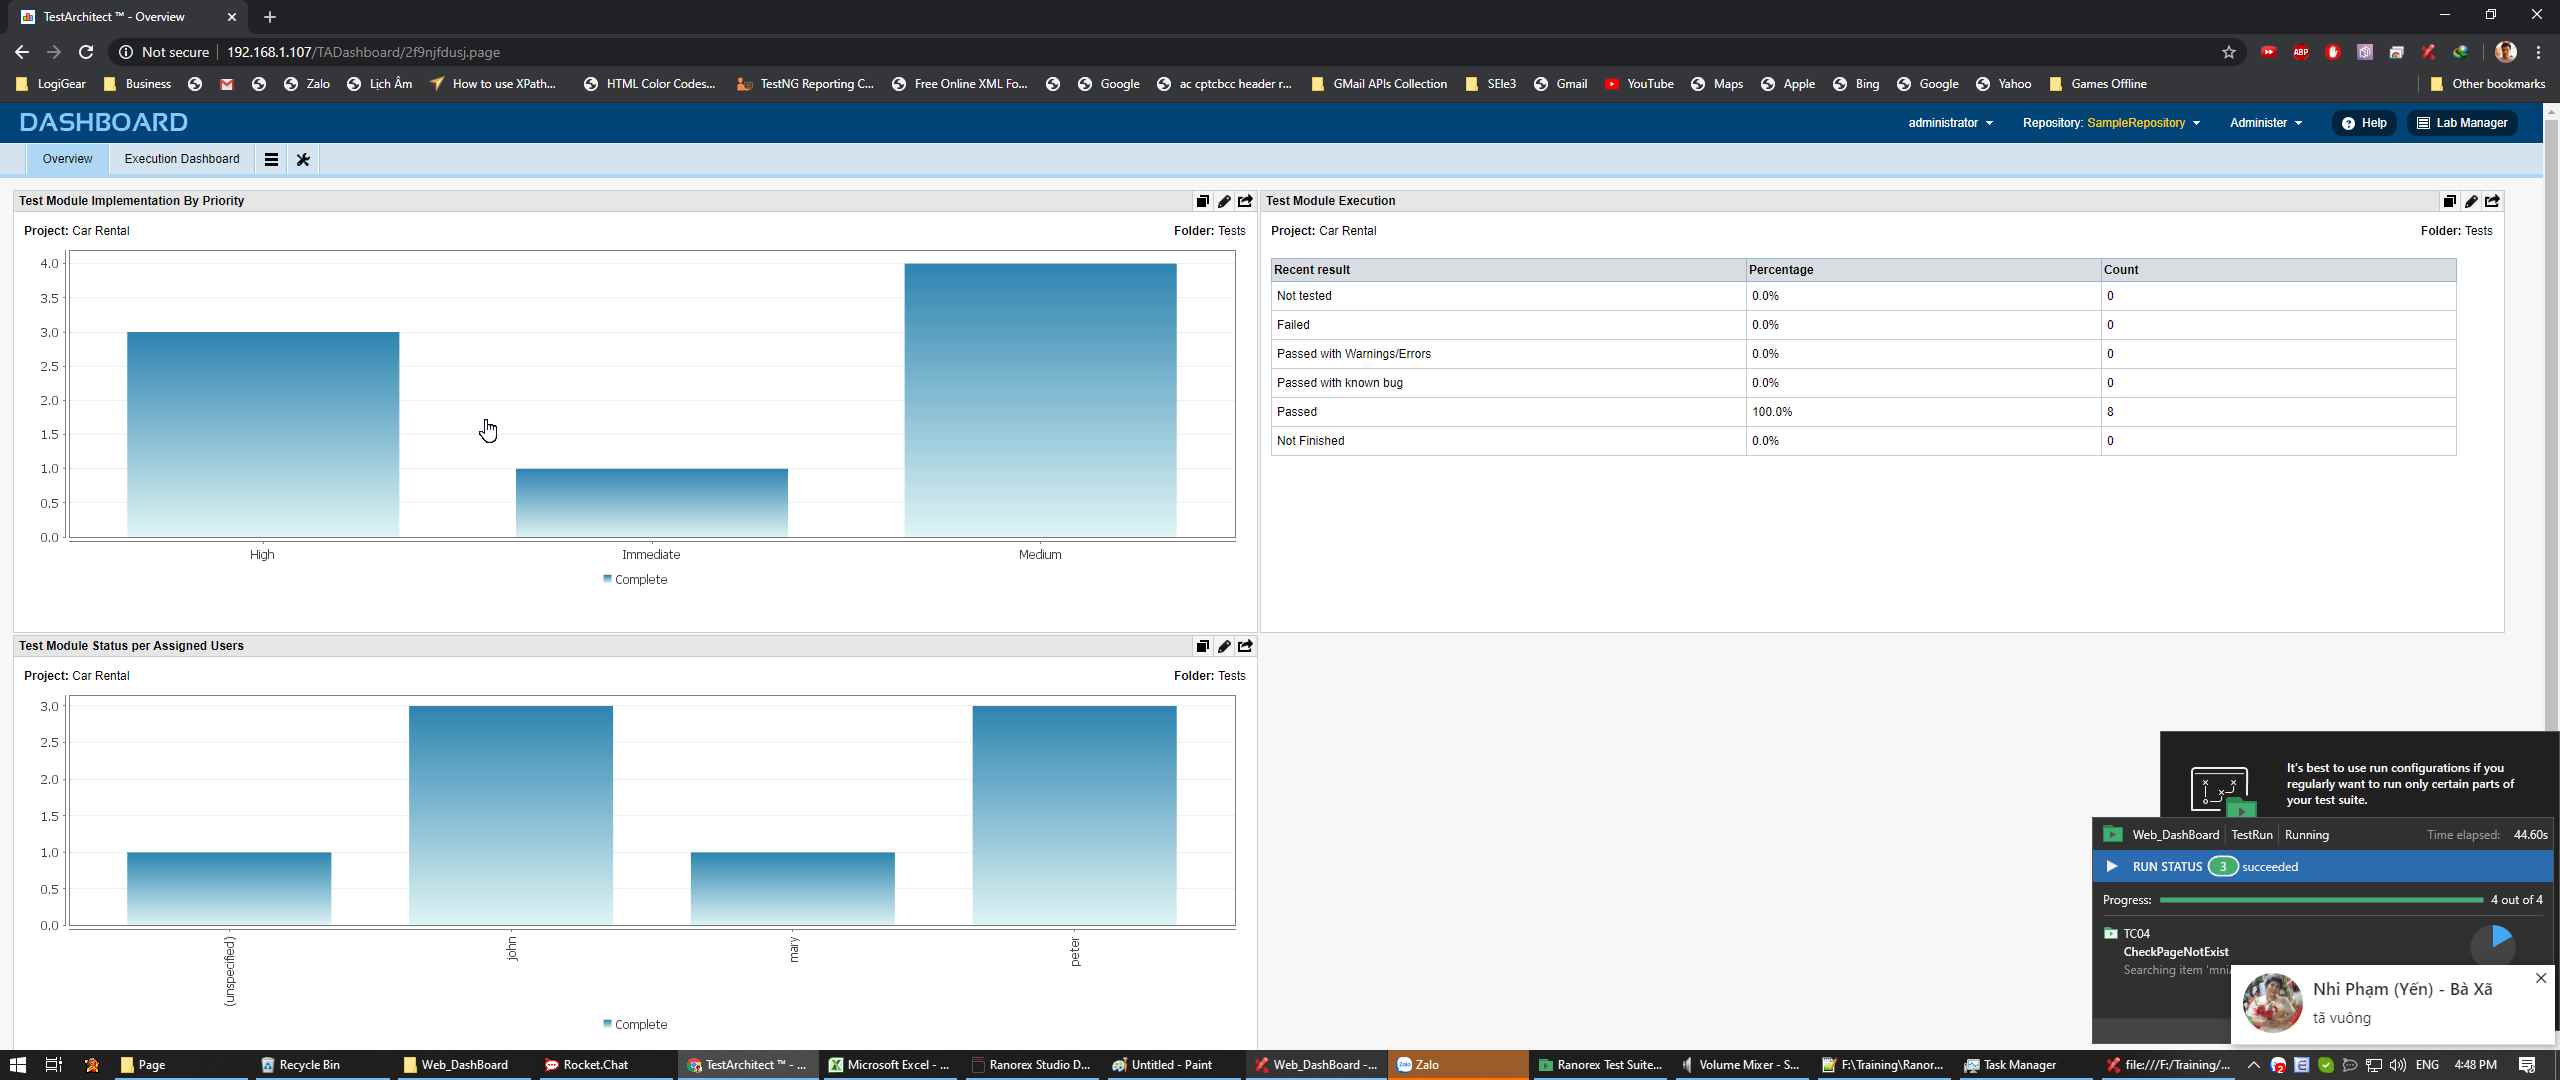 TestArchitect ™ - Overview
Not secure 192.168.1.107/TADashboard/2f9njfdusj.page
ABP
LogiGear Business Zalo Lịch Âm How to use XPath... HTML Color Codes... TestNG Reporting C... Free Online XML Fo... Google ac cptcbcc header r... GMail APIs Collection SEle3 Gmail YouTube Maps Apple Bing Google Yahoo Games Offline Other bookmarks
DASHBOARD administrator Repository: SampleRepository Administer Help Lab Manager
Overview Execution Dashboard
Test Module Implementation By Priority
Project: Car Rental Folder: Tests
4.0
3.5
3.0
2.5
2.0
1.5
1.0
0.5
0.0
High Immediate Medium
Complete
Test Module Execution
Project: Car Rental Folder: Tests
Recent result Percentage Count
Not tested 0.0% 0
Failed 0.0% 0
Passed with Warnings/Errors 0.0% 0
Passed with known bug 0.0% 0
Passed 100.0% 8
Not Finished 0.0% 0
Test Module Status per Assigned Users
Project: Car Rental Folder: Tests
3.0
2.5
2.0
1.5
1.0
0.5
0.0
(unspecified) john mary peter
Complete
It's best to use run configurations if you
regularly want to run only certain parts of
your test suite.
Web_DashBoard TestRun Running Time elapsed: 44.60s
RUN STATUS 3 succeeded
Progress: 4 out of 4
TC04
CheckPageNotExist
Searching item 'mnu
Nhi Phạm (Yến) - Bà Xã
tã vuông
Page Recycle Bin Web_DashBoard Rocket.Chat TestArchitect ™ - ... Microsoft Excel - ... Ranorex Studio D... Untitled - Paint Web_DashBoard -... Zalo Ranorex Test Suite... Volume Mixer - S... F:\Training\Ranor... Task Manager file:///F:/Training/... ENG 4:48 PM